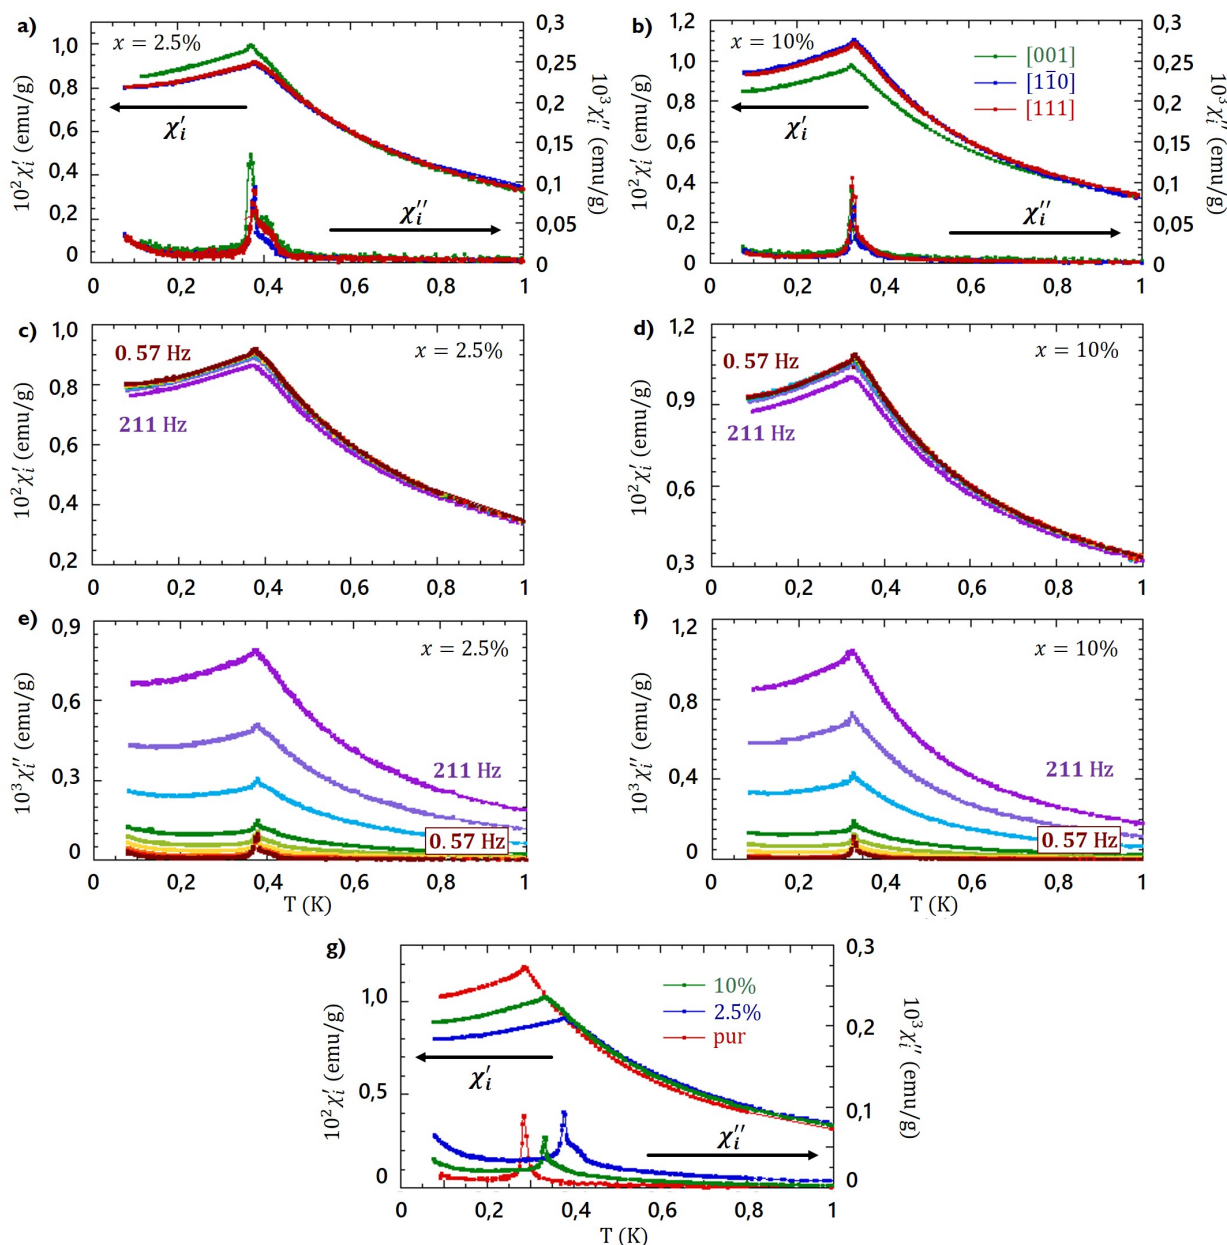 a)
x = 2.5%
10²χ′ᵢ (emu/g)
1,0
0,8
0,6
0,4
0,2
0
0,3
0,25
0,2
0,15
0,1
0,05
0
10³χ″ᵢ (emu/g)
χ′ᵢ
χ″ᵢ
0 0,2 0,4 0,6 0,8 1
b)
x = 10%
10²χ′ᵢ (emu/g)
1,2
1,0
0,8
0,6
0,4
0,2
0
[001]
[11̅0]
[111]
0,3
0,25
0,2
0,15
0,1
0,05
0
10³χ″ᵢ (emu/g)
χ′ᵢ
χ″ᵢ
0 0,2 0,4 0,6 0,8 1
c)
0.57 Hz
x = 2.5%
211 Hz
10²χ′ᵢ (emu/g)
1,0
0,8
0,6
0,4
0,2
0 0,2 0,4 0,6 0,8 1
d)
0.57 Hz
x = 10%
211 Hz
10²χ′ᵢ (emu/g)
1,2
0,9
0,6
0,3
0 0,2 0,4 0,6 0,8 1
e)
x = 2.5%
211 Hz
0.57 Hz
10³χ″ᵢ (emu/g)
0,9
0,6
0,3
0
0 0,2 0,4 0,6 0,8 1
T (K)
f)
x = 10%
211 Hz
0.57 Hz
10³χ″ᵢ (emu/g)
1,2
0,8
0,4
0
0 0,2 0,4 0,6 0,8 1
T (K)
g)
10%
2.5%
pur
10²χ′ᵢ (emu/g)
1,0
0,5
0
0,3
0,2
0,1
0
10³χ″ᵢ (emu/g)
χ′ᵢ
χ″ᵢ
0 0,2 0,4 0,6 0,8 1
T (K)